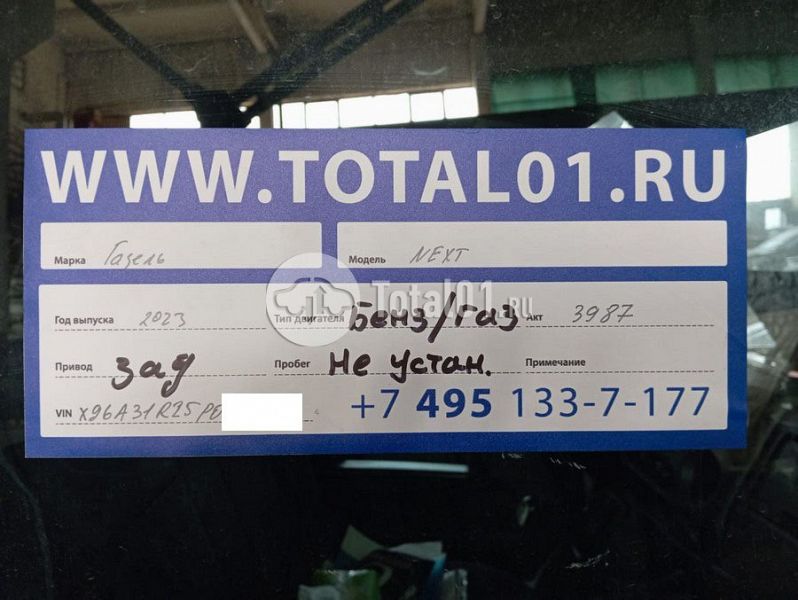 WWW.TOTAL01.RU
Марка Газель Модель NEXT
Total01.ru
Год выпуска 2023 Тип двигателя Бенз/газ Акт 3987
Привод зад Пробег Не устан. Примечание
VIN X96A31R25P0 +7 495 133-7-177